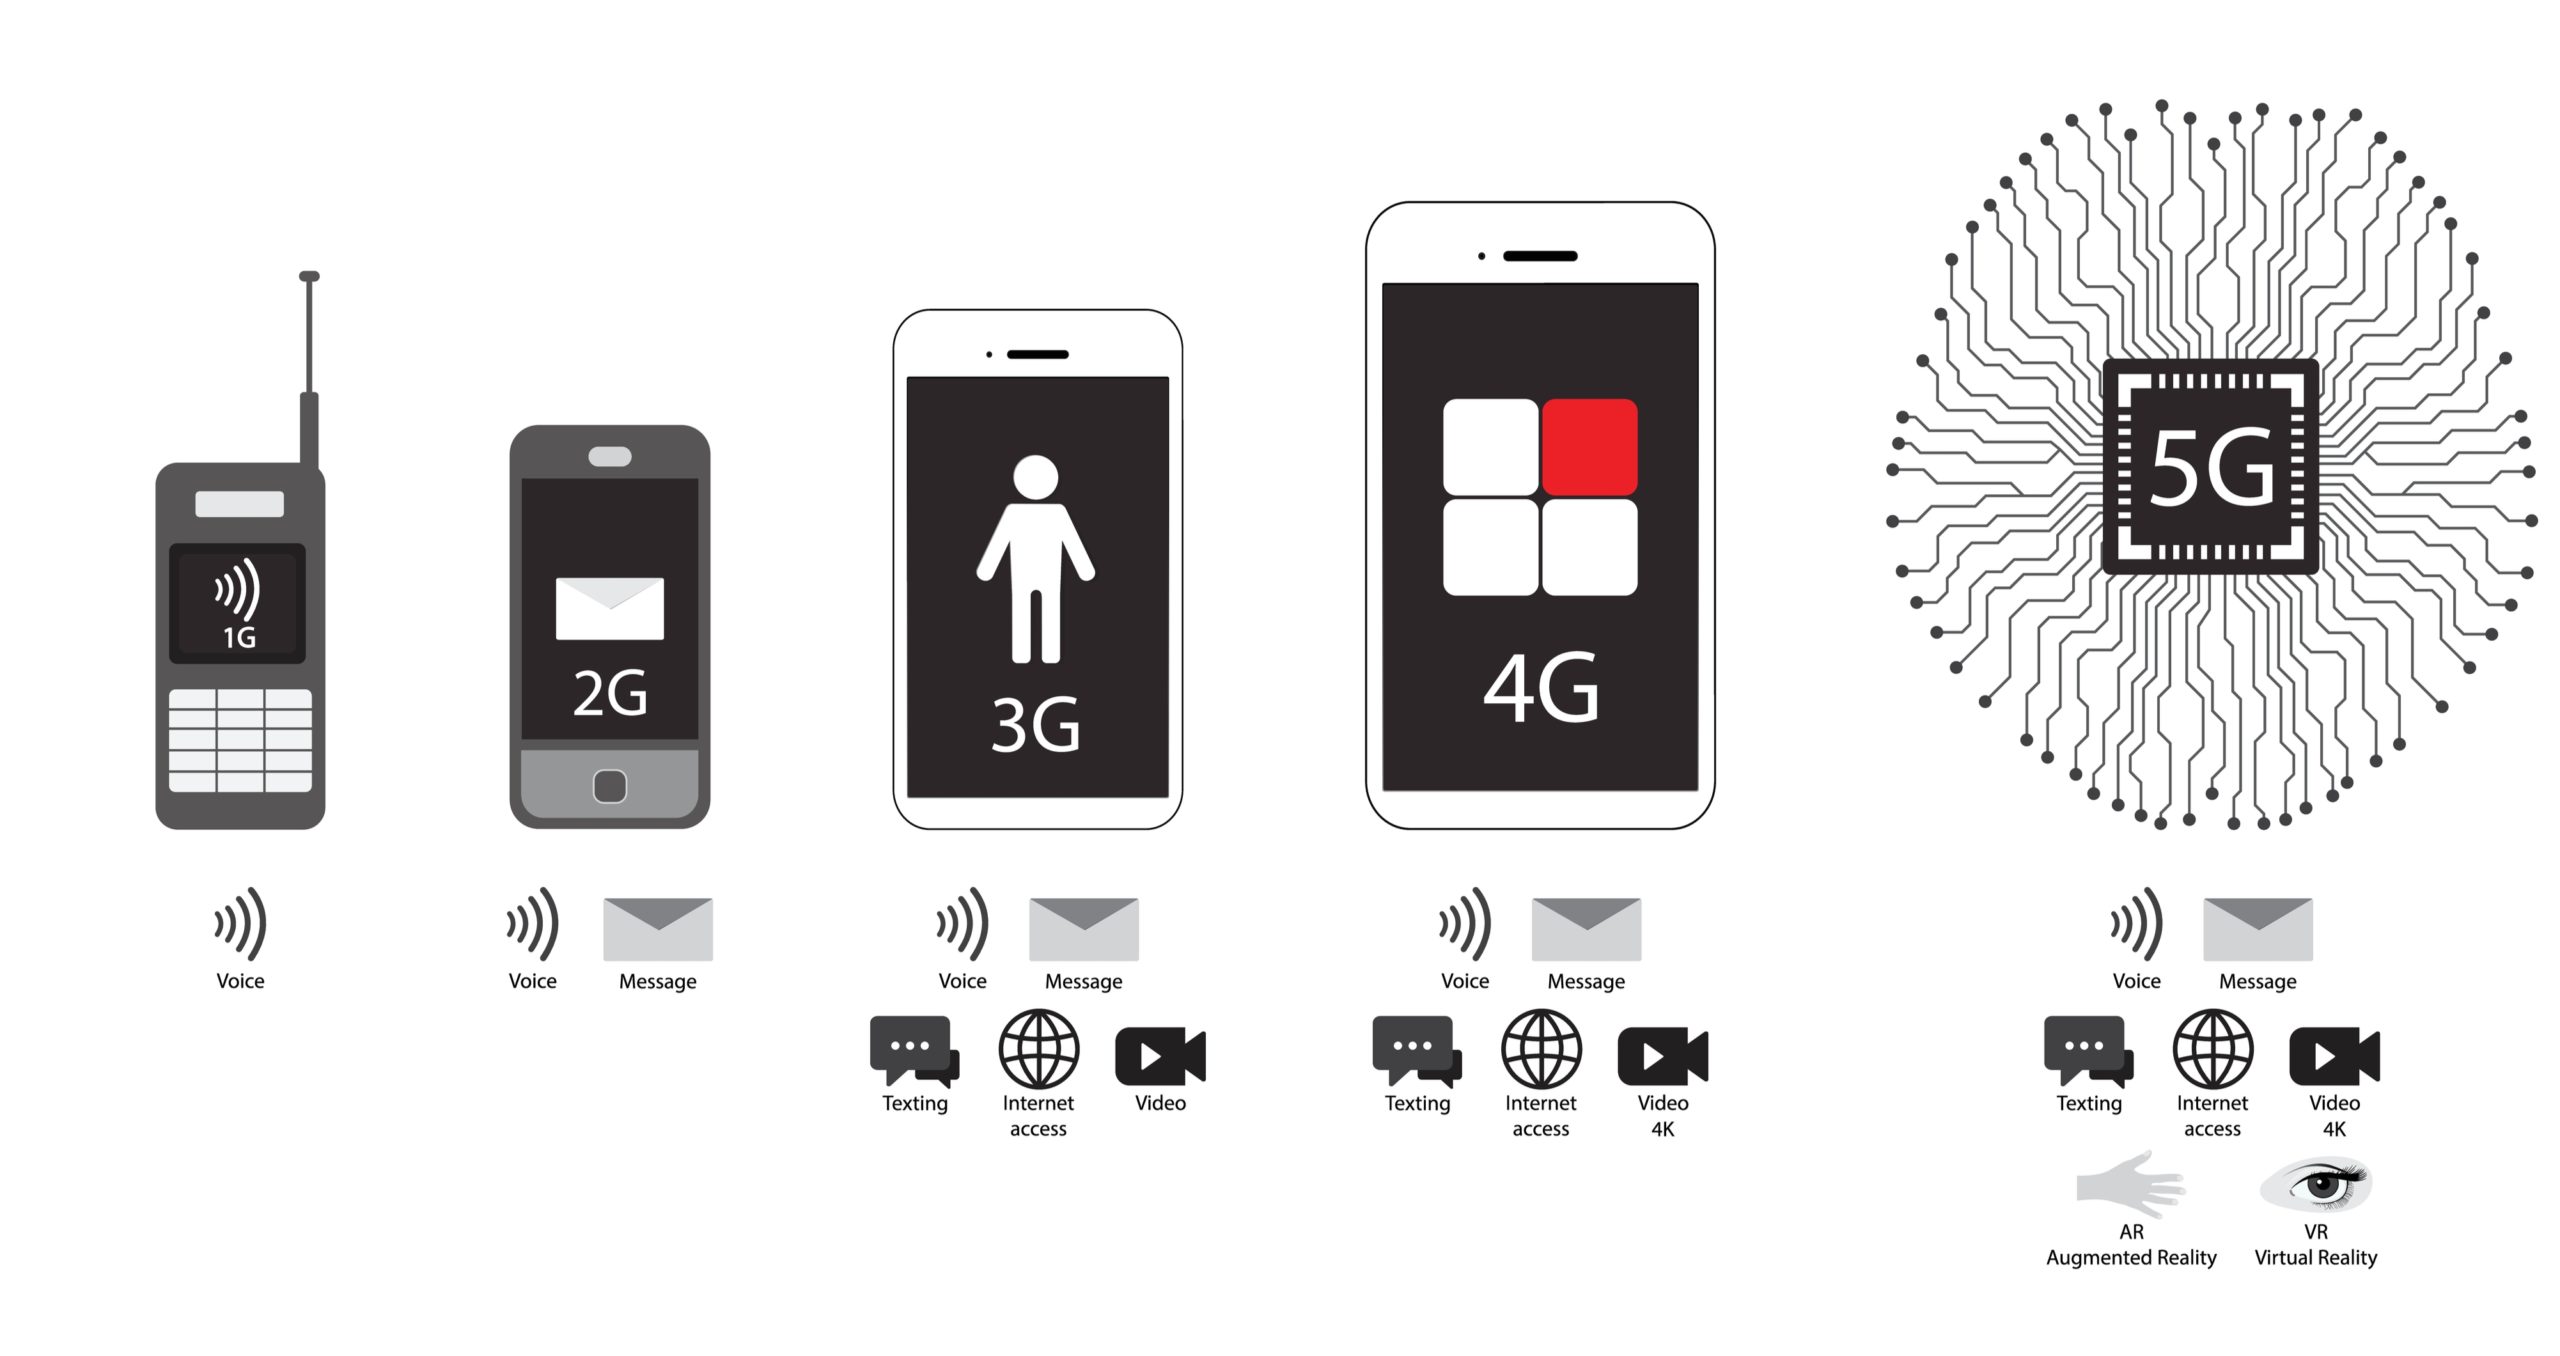 1G
2G
3G
4G
5G
Voice
Voice
Message
Voice
Message
Texting
Internet
access
Video
Voice
Message
Texting
Internet
access
Video
4K
Voice
Message
Texting
Internet
access
Video
4K
AR
Augmented Reality
VR
Virtual Reality